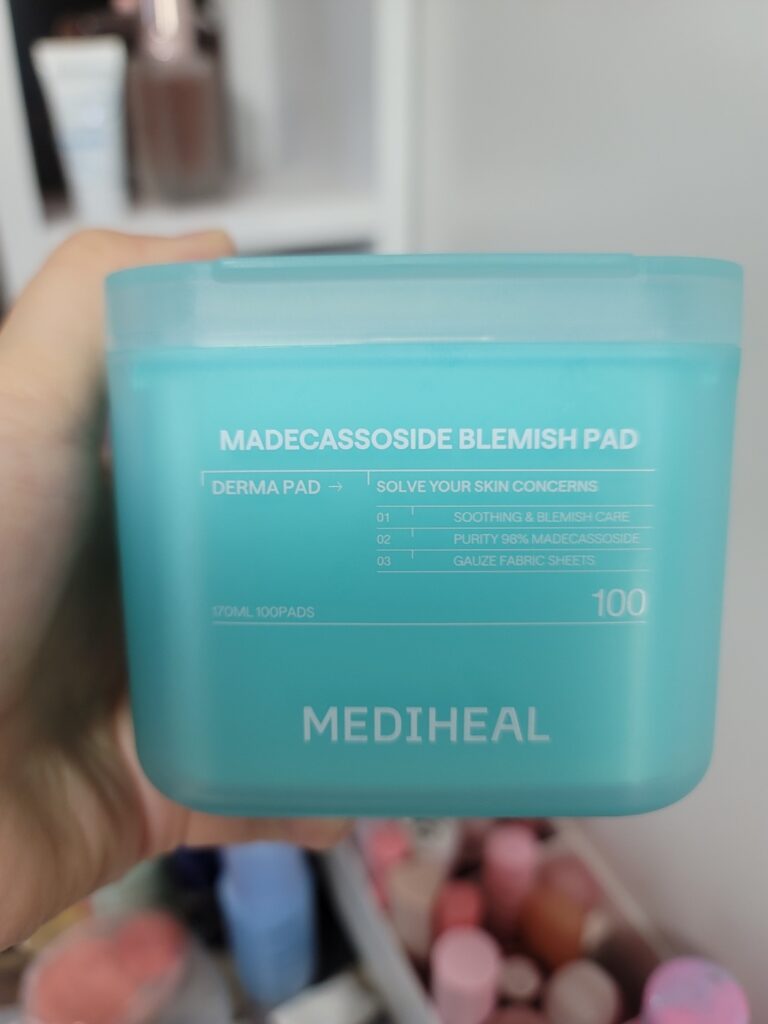 MADECASSOSIDE BLEMISH PAD
DERMA PAD → SOLVE YOUR SKIN CONCERNS
01 SOOTHING & BLEMISH CARE
02 PURITY 98% MADECASSOSIDE
03 GAUZE FABRIC SHEETS
170ML 100PADS 100
MEDIHEAL